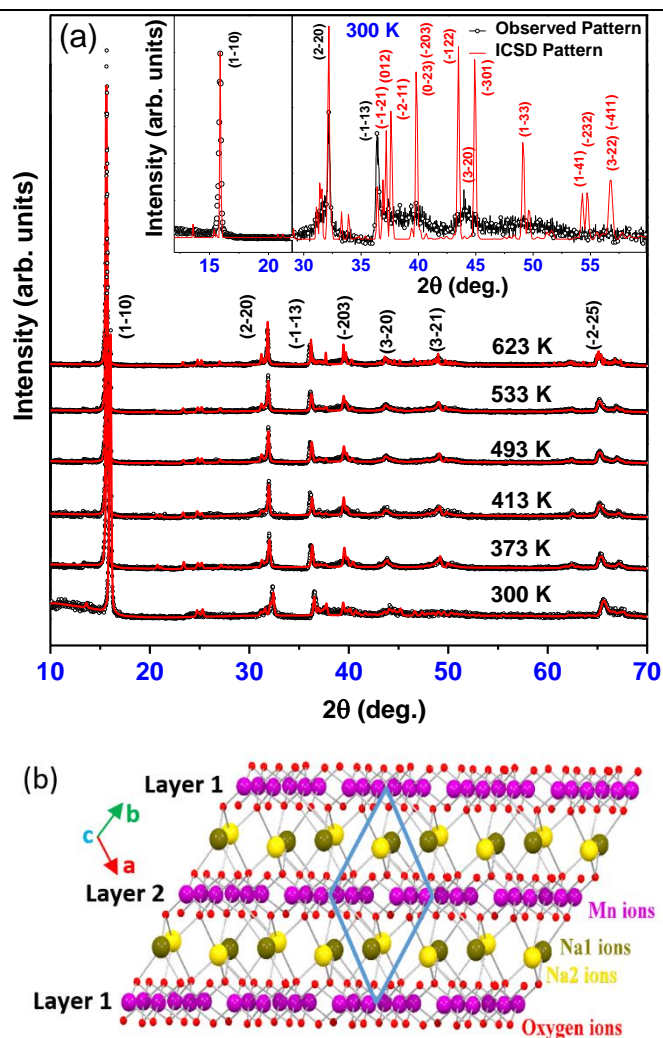 (a)
300 K
Observed Pattern
ICSD Pattern
(1-10)
(2-20)
(-1-13)
(-1-21)
(012)
(-2-11)
(0-23)
(-203)
(-122)
(3-20)
(-301)
(1-33)
(1-41)
(-232)
(3-22)
(-411)
Intensity (arb. units)
15 20 30 32 35 40 45 50 55
2θ (deg.)
Intensity (arb. units)
(1-10)
(2-20)
(-1-13)
(-203)
(3-20)
(3-21)
(-2-25)
623 K
533 K
493 K
413 K
373 K
300 K
10 20 30 40 50 60 70
2θ (deg.)
(b)
Layer 1
b
c
a
Layer 2
Mn ions
Na1 ions
Na2 ions
Layer 1
Oxygen ions